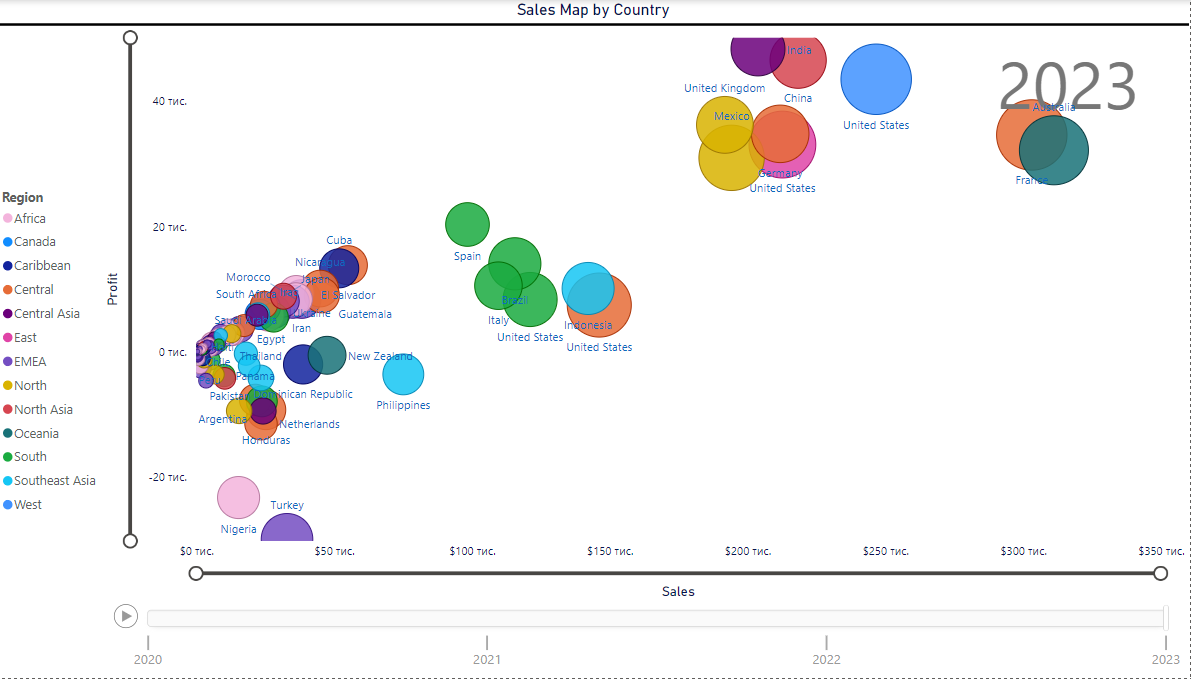 Sales Map by Country
2023
Region
Africa
Canada
Caribbean
Central
Central Asia
East
EMEA
North
North Asia
Oceania
South
Southeast Asia
West
Profit
40 тис.
20 тис.
0 тис.
-20 тис.
India
United Kingdom
China
United States
Mexico
Australia
Germany
United States
France
Cuba
Spain
Nicaragua
Morocco
Japan
South Africa
Iraq
El Salvador
Brazil
Guatemala
Italy
Indonesia
Saudi Arabia
Ukraine
Iran
United States
Egypt
United States
Thailand
New Zealand
Panama
Pakistan
Dominican Republic
Philippines
Argentina
Netherlands
Honduras
Turkey
Nigeria
$0 тис.
$50 тис.
$100 тис.
$150 тис.
$200 тис.
$250 тис.
$300 тис.
$350 тис.
Sales
2020
2021
2022
2023